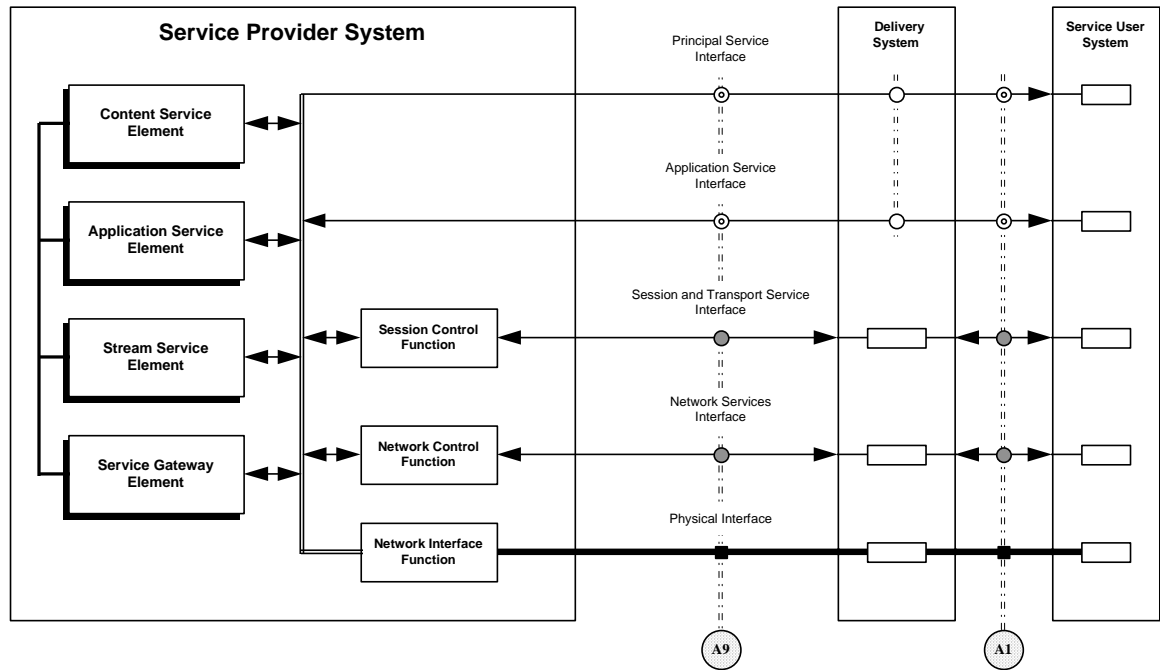 Service Provider System
Principal Service
Interface
Delivery
System
Service User
System
Content Service
Element
Application Service
Interface
Application Service
Element
Session and Transport Service
Interface
Session Control
Function
Stream Service
Element
Network Services
Interface
Network Control
Function
Service Gateway
Element
Physical Interface
Network Interface
Function
A9
A1